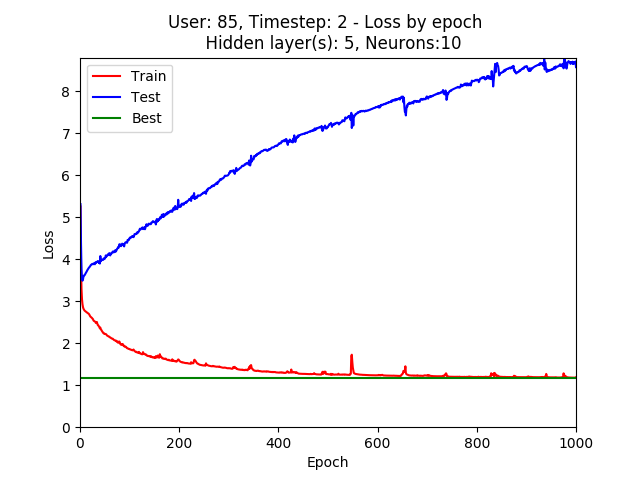 User: 85, Timestep: 2 - Loss by epoch
Hidden layer(s): 5, Neurons:10
Train
Test
Best
8
7
6
5
4
3
2
1
0
Loss
0 200 400 600 800 1000
Epoch